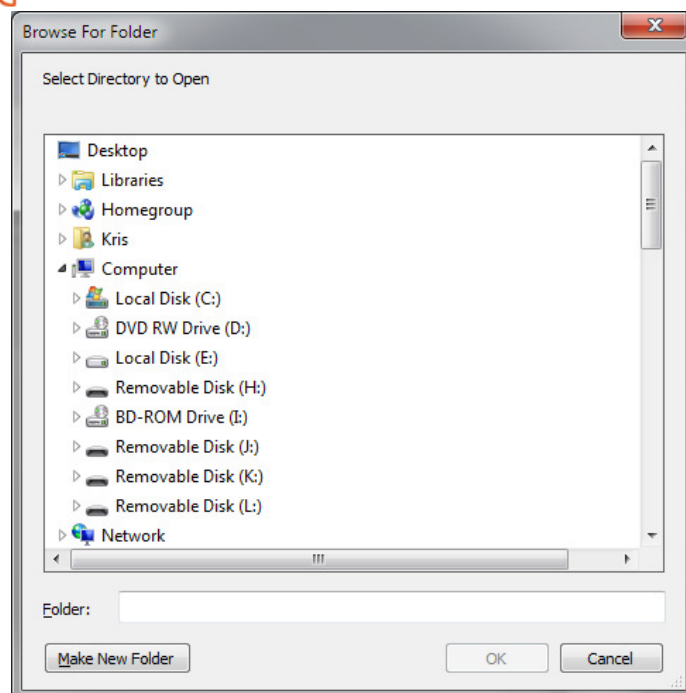 Browse For Folder
Select Directory to Open
Desktop
Libraries
Homegroup
Kris
Computer
Local Disk (C:)
DVD RW Drive (D:)
Local Disk (E:)
Removable Disk (H:)
BD-ROM Drive (I:)
Removable Disk (J:)
Removable Disk (K:)
Removable Disk (L:)
Network
Folder:
Make New Folder OK Cancel